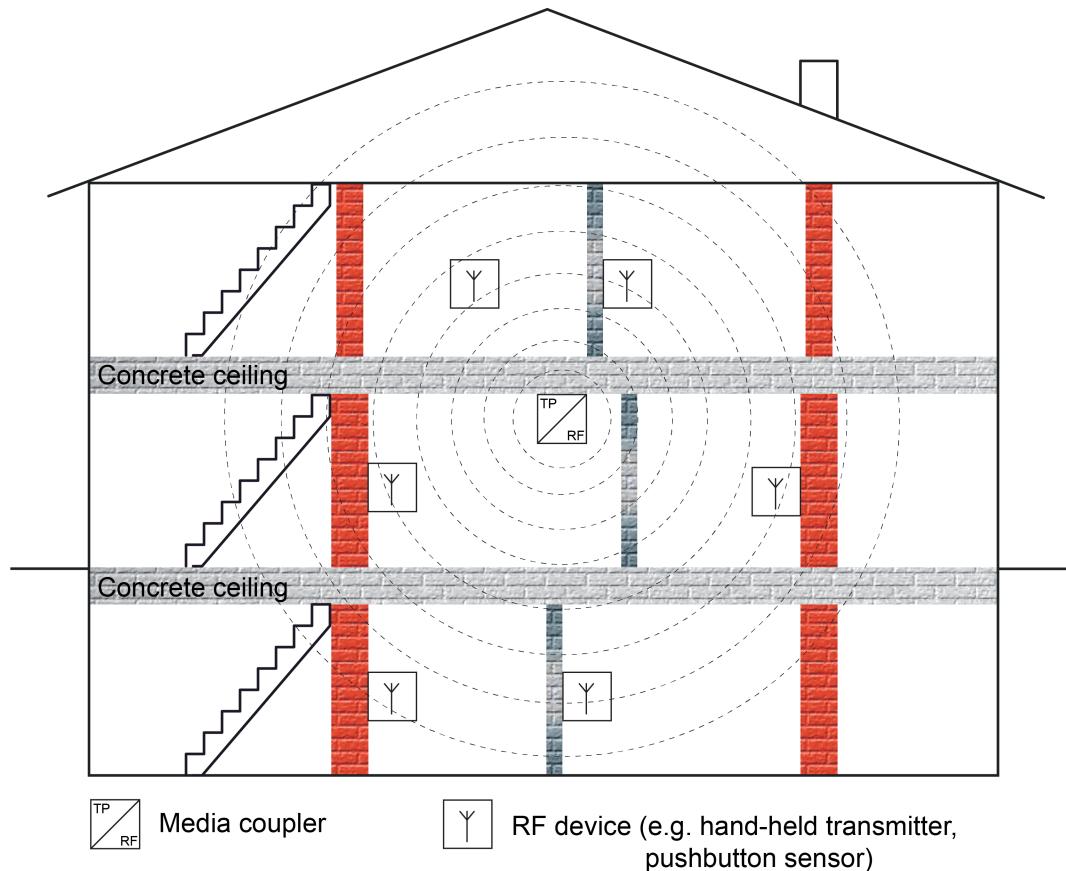 Concrete ceiling
TP
RF
Concrete ceiling
TP
RF
Media coupler
RF device (e.g. hand-held transmitter,
pushbutton sensor)